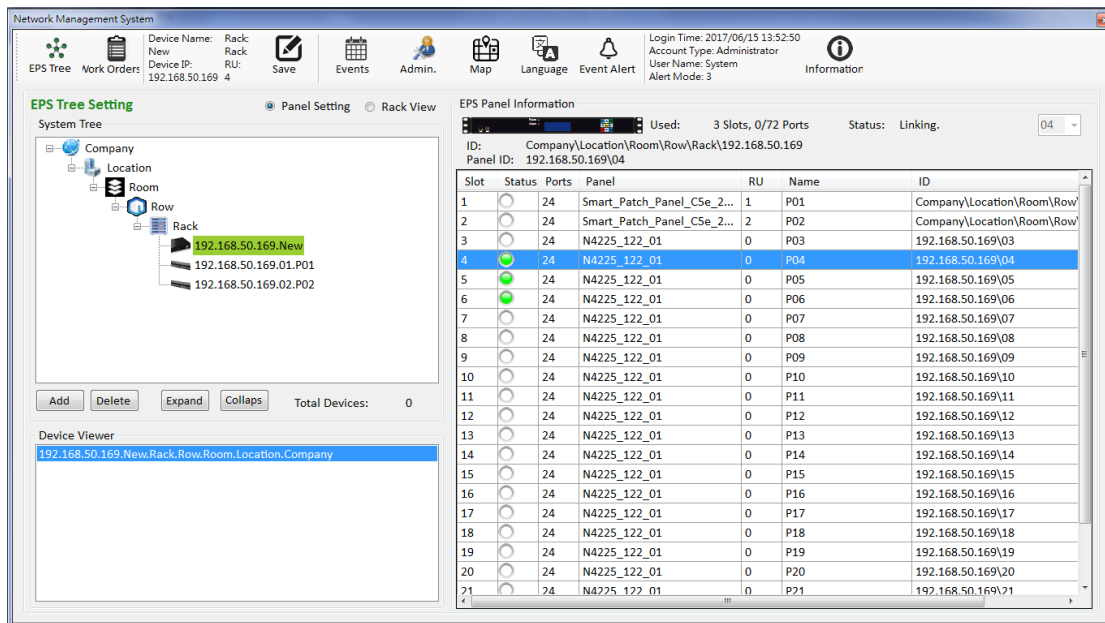 Network Management System
EPS Tree
Work Orders
Device Name: Rack:
New Rack
Device IP: RU:
192.168.50.169 4
Save
Events
Admin.
Map
Language
Event Alert
Login Time: 2017/06/15 13:52:50
Account Type: Administrator
User Name: System
Alert Mode: 3
Information
EPS Tree Setting
Panel Setting
Rack View
System Tree
Company
Location
Room
Row
Rack
192.168.50.169.New
192.168.50.169.01.P01
192.168.50.169.02.P02
Add
Delete
Expand
Collaps
Total Devices: 0
Device Viewer
192.168.50.169.New.Rack.Row.Room.Location.Company
EPS Panel Information
Used: 3 Slots, 0/72 Ports Status: Linking. 04
ID: Company\Location\Room\Row\Rack\192.168.50.169
Panel ID: 192.168.50.169\04
Slot Status Ports Panel RU Name ID
1 24 Smart_Patch_Panel_C5e_2... 1 P01 Company\Location\Room\Row\
2 24 Smart_Patch_Panel_C5e_2... 2 P02 Company\Location\Room\Row\
3 24 N4225_122_01 0 P03 192.168.50.169\03
4 24 N4225_122_01 0 P04 192.168.50.169\04
5 24 N4225_122_01 0 P05 192.168.50.169\05
6 24 N4225_122_01 0 P06 192.168.50.169\06
7 24 N4225_122_01 0 P07 192.168.50.169\07
8 24 N4225_122_01 0 P08 192.168.50.169\08
9 24 N4225_122_01 0 P09 192.168.50.169\09
10 24 N4225_122_01 0 P10 192.168.50.169\10
11 24 N4225_122_01 0 P11 192.168.50.169\11
12 24 N4225_122_01 0 P12 192.168.50.169\12
13 24 N4225_122_01 0 P13 192.168.50.169\13
14 24 N4225_122_01 0 P14 192.168.50.169\14
15 24 N4225_122_01 0 P15 192.168.50.169\15
16 24 N4225_122_01 0 P16 192.168.50.169\16
17 24 N4225_122_01 0 P17 192.168.50.169\17
18 24 N4225_122_01 0 P18 192.168.50.169\18
19 24 N4225_122_01 0 P19 192.168.50.169\19
20 24 N4225_122_01 0 P20 192.168.50.169\20
21 24 N4225_122_01 0 P21 192.168.50.169\21